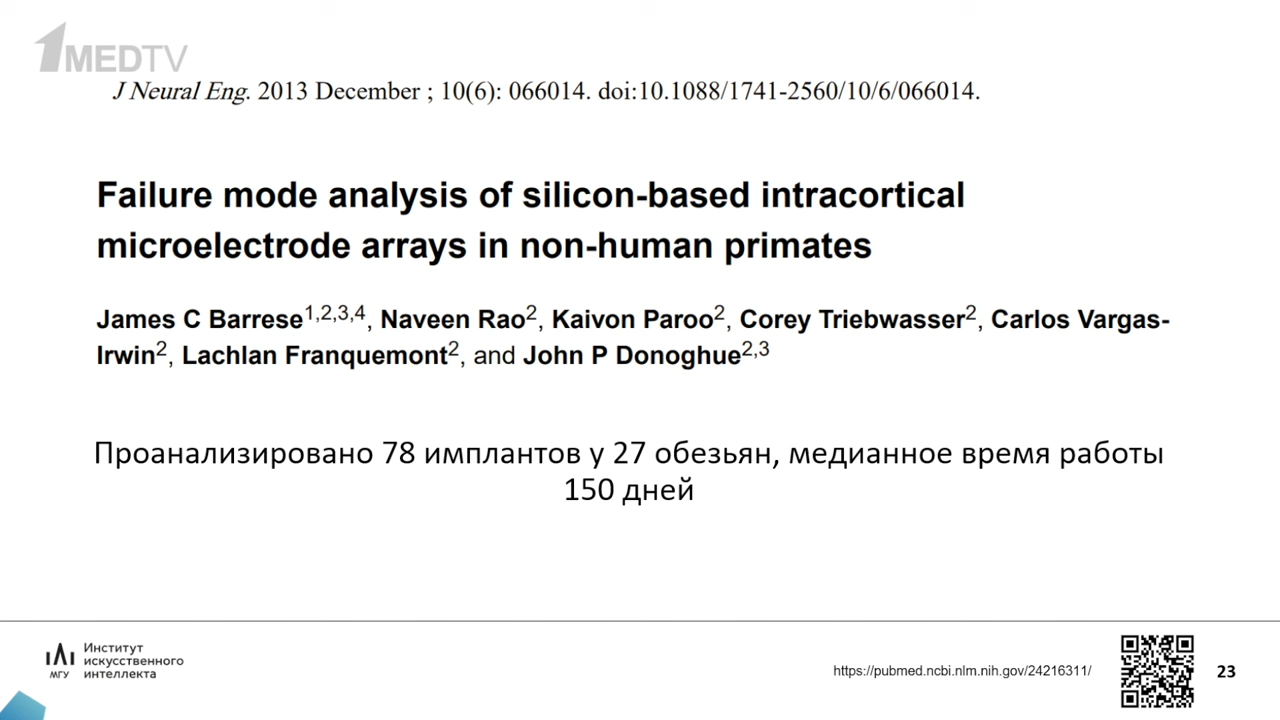 1MEDTV
J Neural Eng. 2013 December ; 10(6): 066014. doi:10.1088/1741-2560/10/6/066014.
Failure mode analysis of silicon-based intracortical
microelectrode arrays in non-human primates
James C Barrese1,2,3,4, Naveen Rao2, Kaivon Paroo2, Corey Triebwasser2, Carlos Vargas-
Irwin2, Lachlan Franquemont2, and John P Donoghue2,3
Проанализировано 78 имплантов у 27 обезьян, медианное время работы
150 дней
МГУ
Институт
искусственного
интеллекта
https://pubmed.ncbi.nlm.nih.gov/24216311/
23